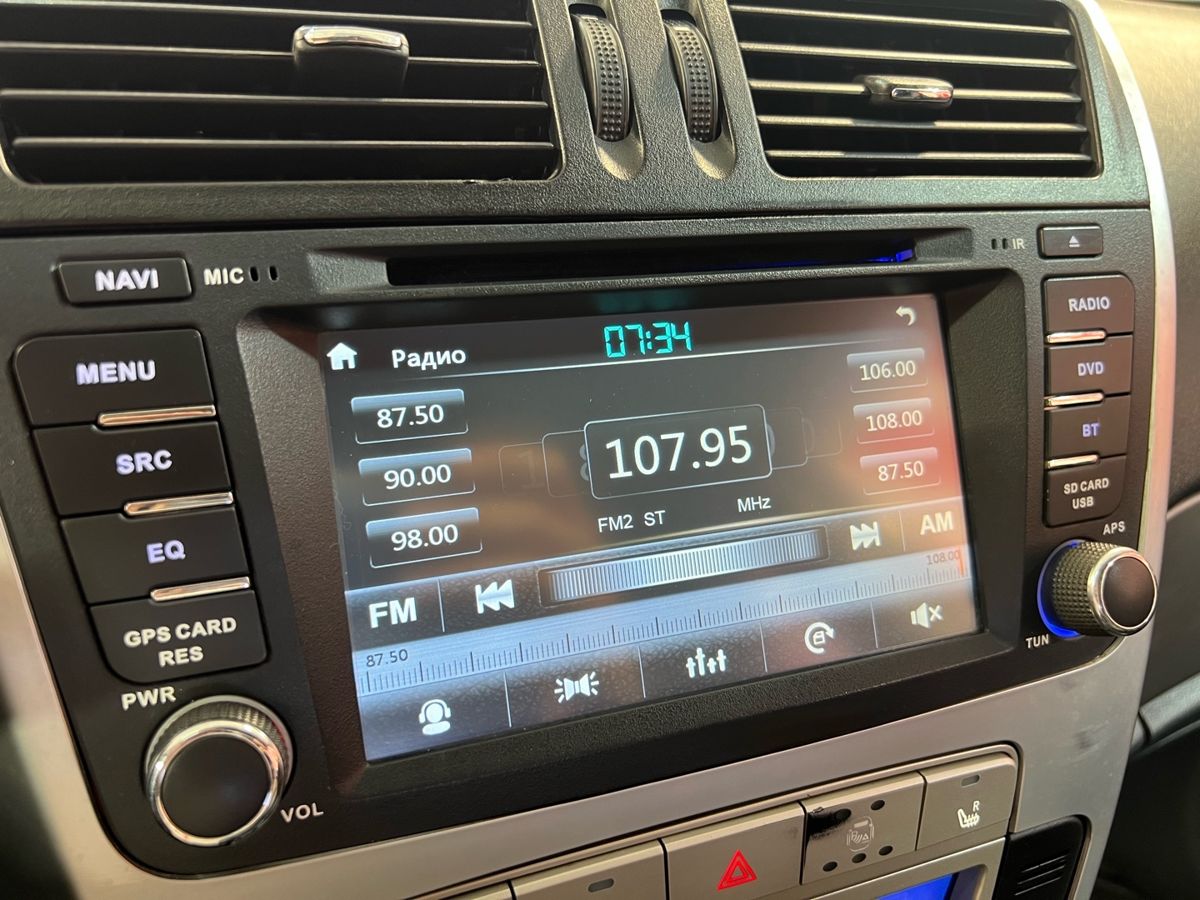 NAVI
MIC
IR
MENU
SRC
EQ
GPS CARD
RES
PWR
VOL
Радио
07:34
87.50
90.00
98.00
107.95
FM2 ST
MHz
106.00
108.00
87.50
FM
AM
87.50
108.00
RADIO
DVD
BT
SD CARD
USB
APS
TUN
R